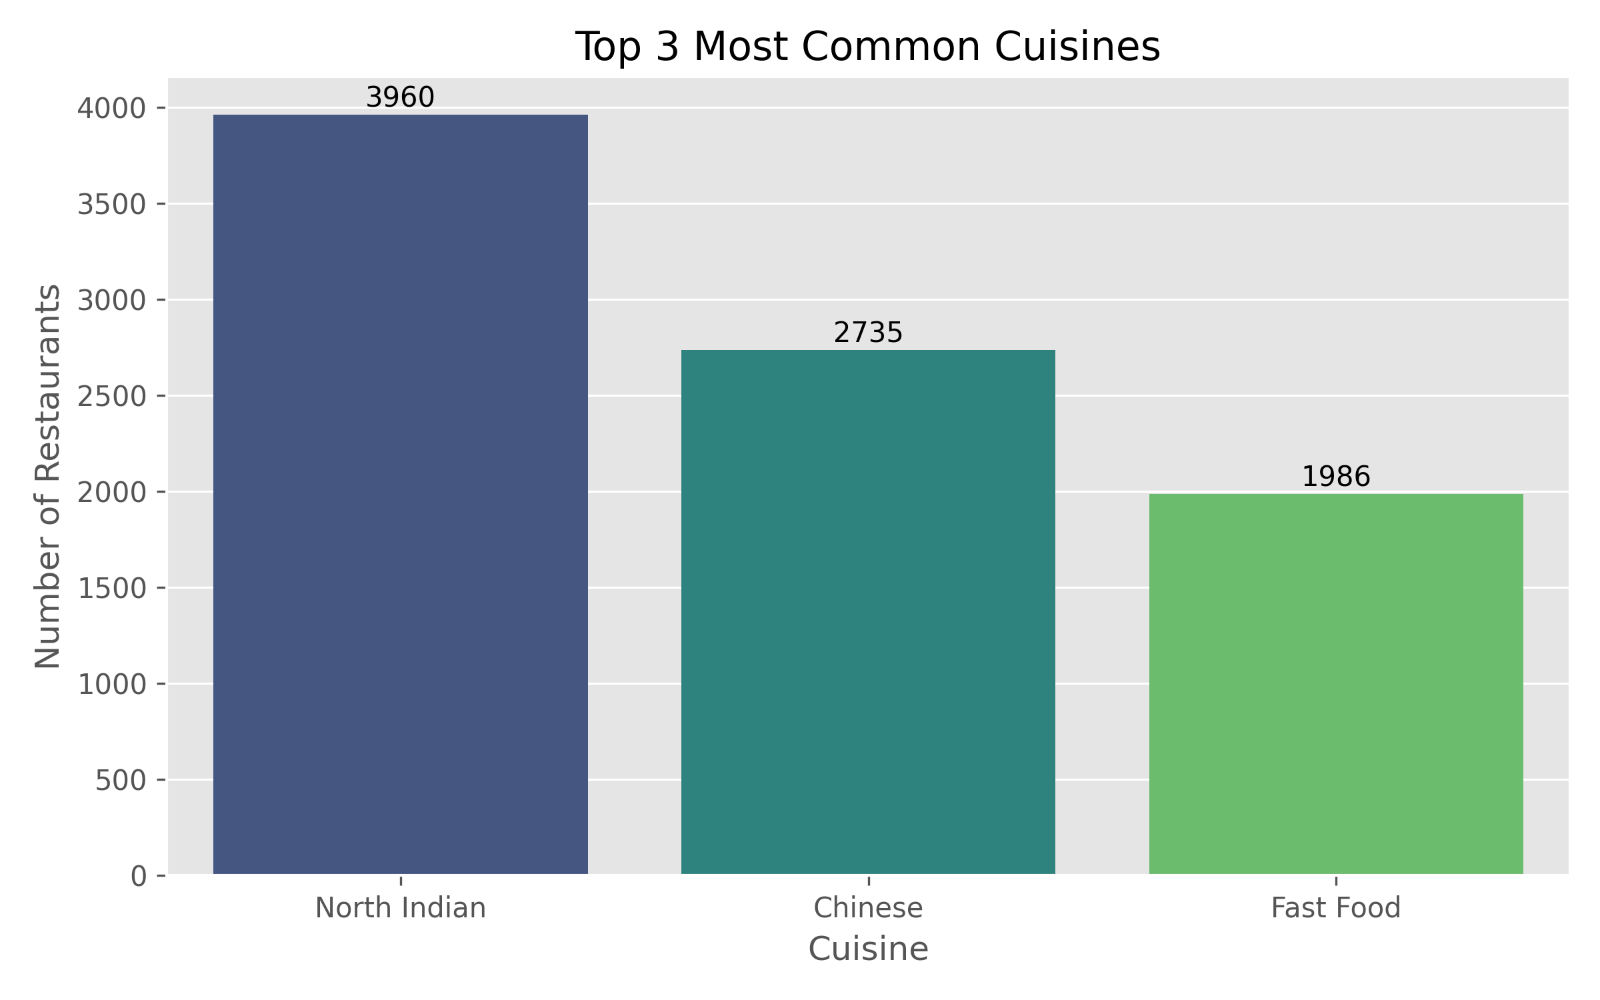 Top 3 Most Common Cuisines
3960
4000
3500
3000
2735
2500
2000
1986
1500
1000
500
0
Number of Restaurants
North Indian
Chinese
Fast Food
Cuisine